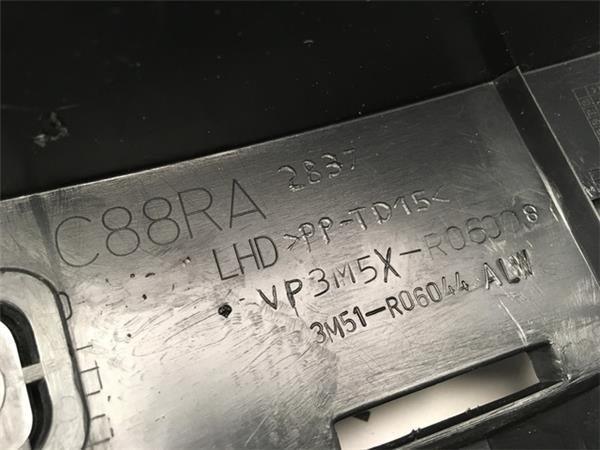 2837
C88RA
LHD >PP-TD15<
VP3M5X-R06008
3M51-R06044 ALW